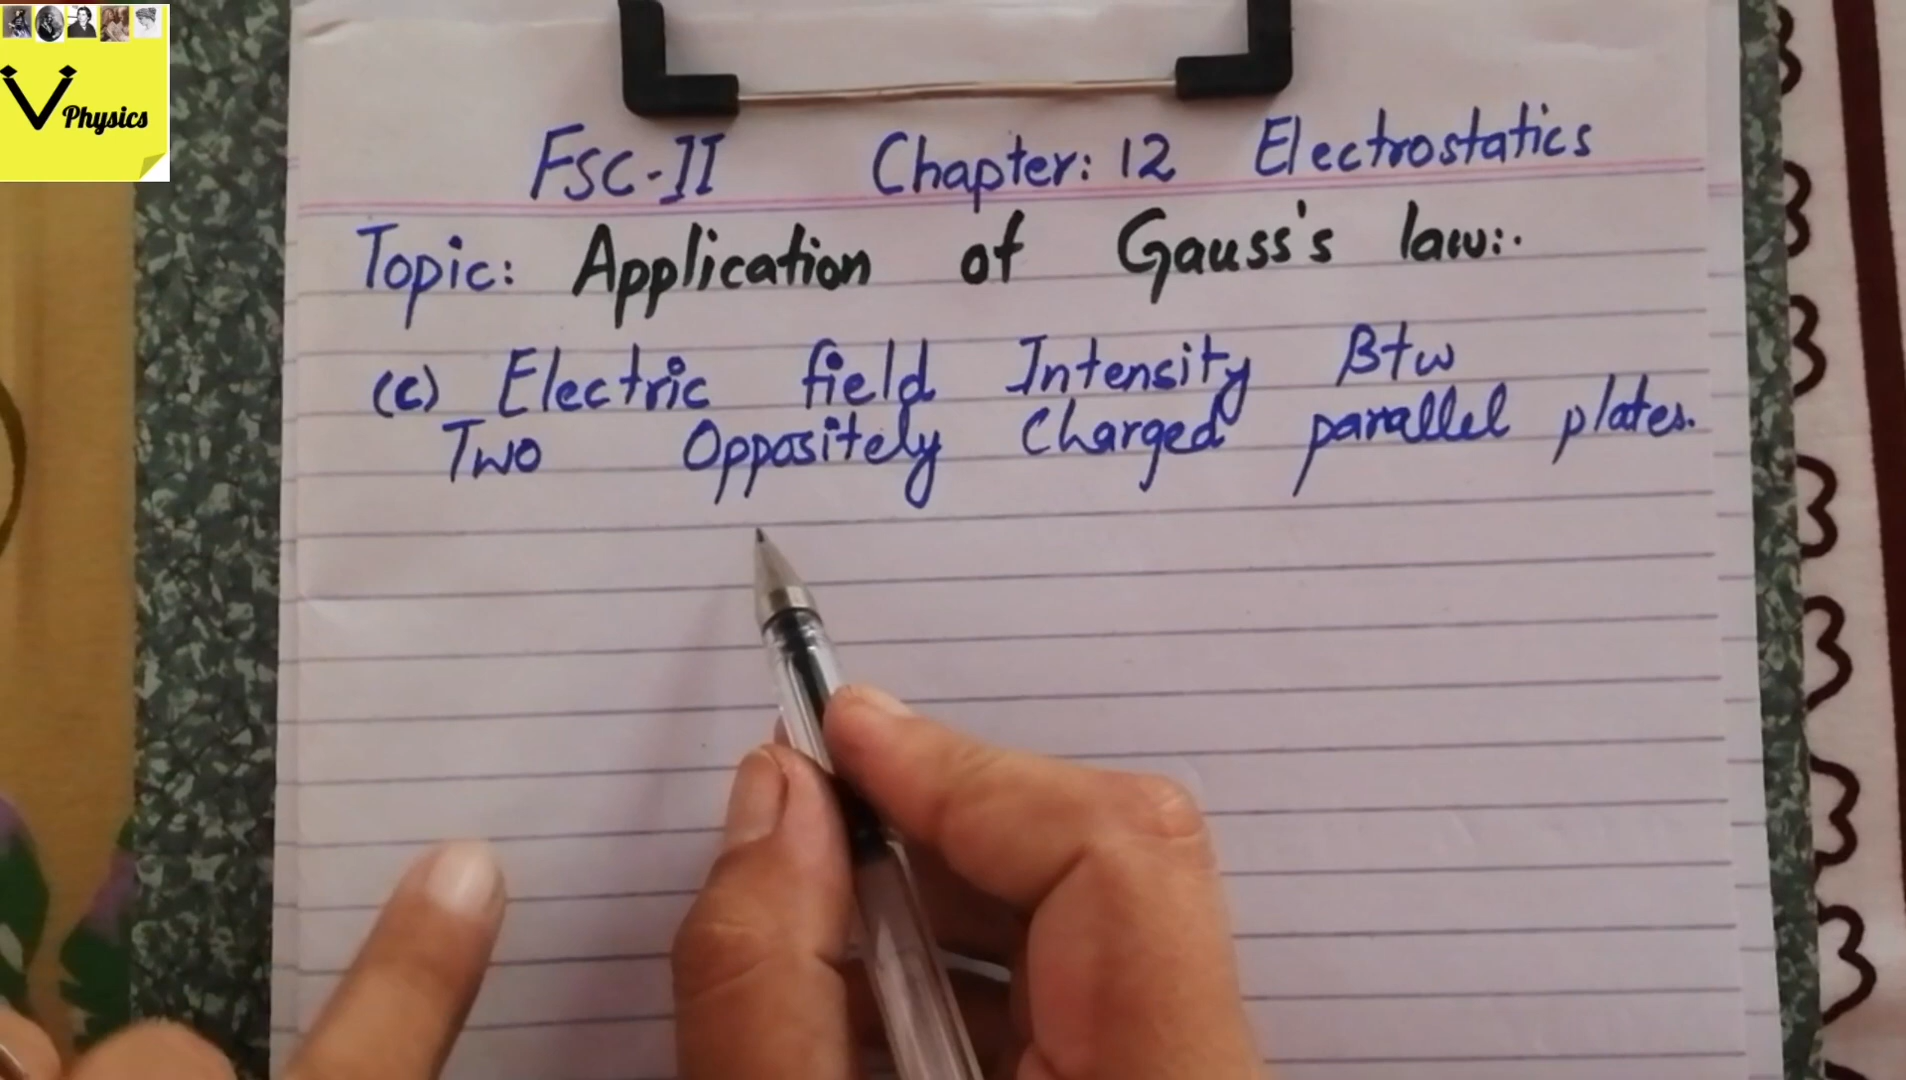 V Physics
FSC-II Chapter: 12 Electrostatics
Topic: Application of Gauss's law:.
(c) Electric field Intensity Btw
Two Oppositely Charged parallel plates.